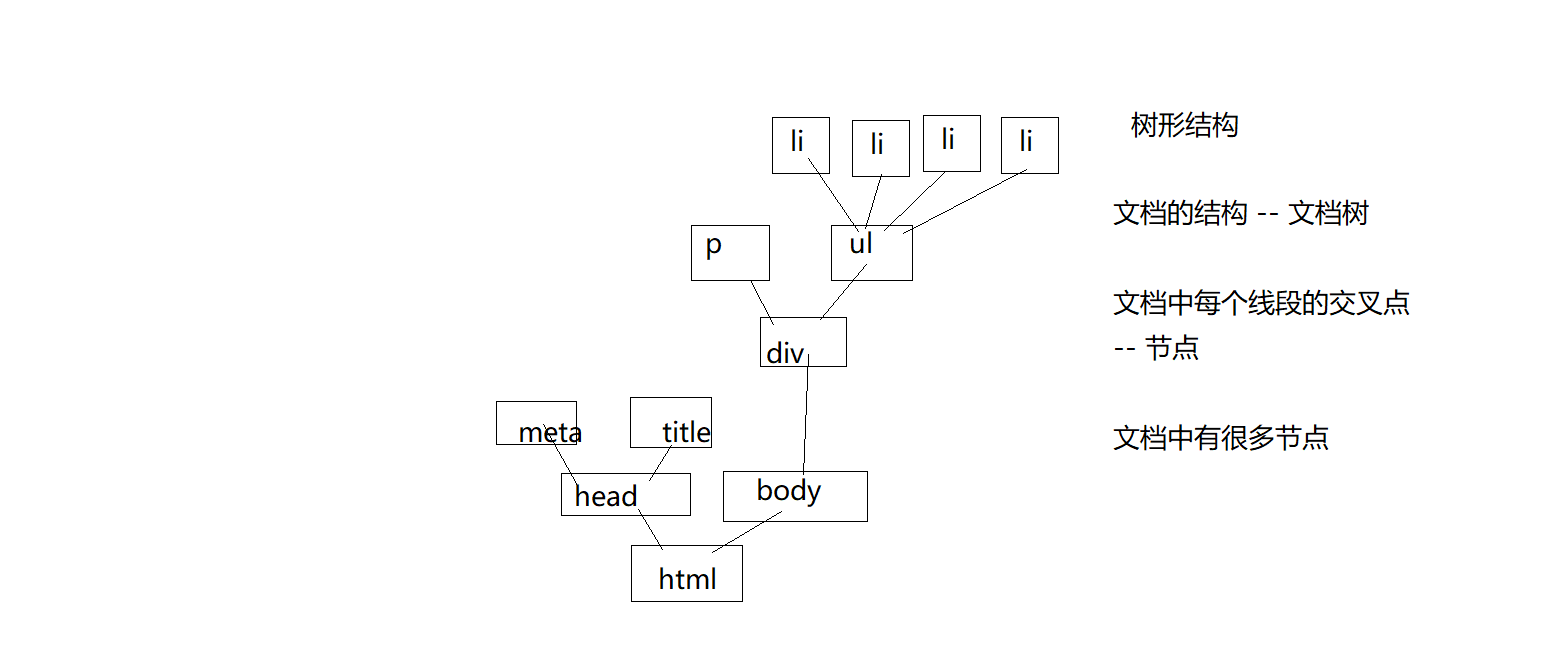 li li li li
树形结构
文档的结构 -- 文档树
p ul
文档中每个线段的交叉点
-- 节点
div
meta title
文档中有很多节点
head body
html